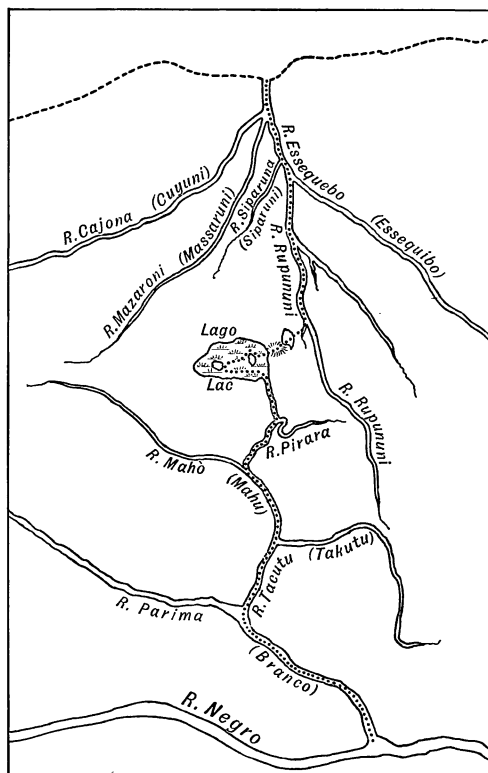 R. Essequebo
(Essequibo)
R. Cajona (Cuyuni)
R. Mazaroni (Massaruni)
R. Siparuna
(Siparuni)
R. Rupununi
Lago
Lac
R. Rupununi
R. Pirara
R. Mahò (Mahu)
R. Tacutu (Takutu)
R. Parima (Branco)
R. Negro